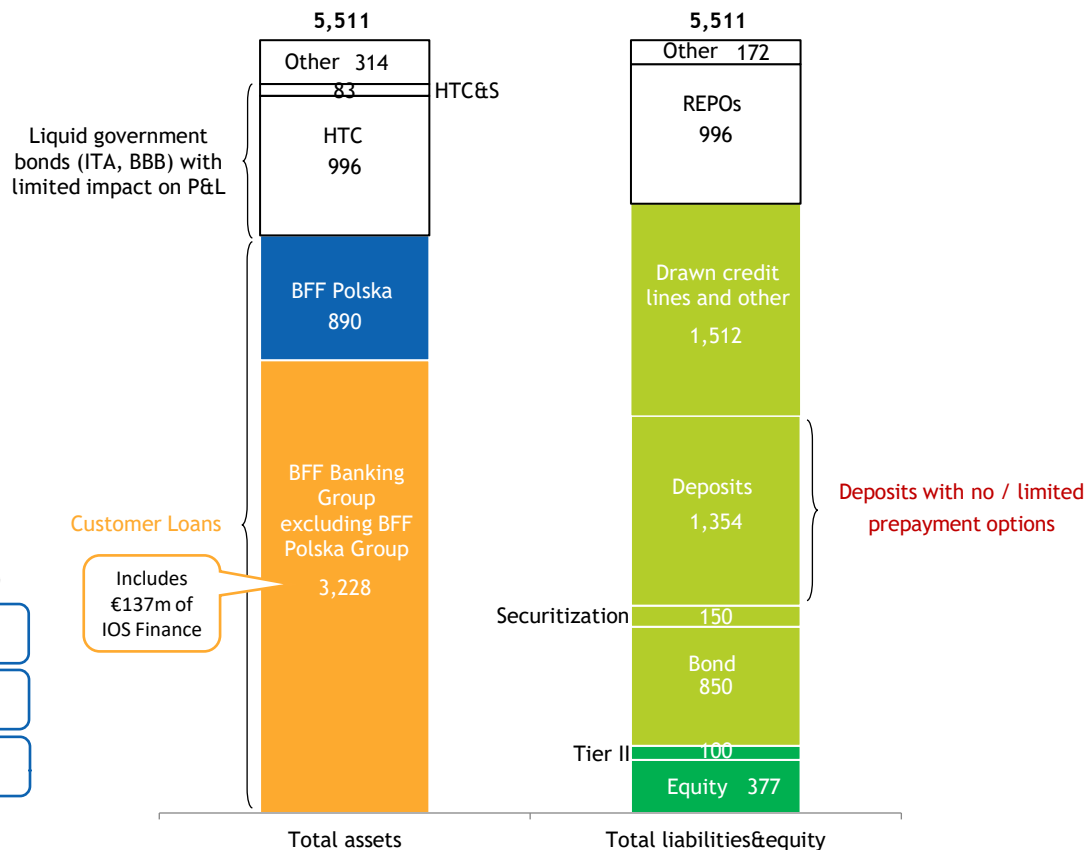 5,511
5,511
Other 314
83
HTC&S
HTC
996
Liquid government
bonds (ITA, BBB) with
limited impact on P&L
BFF Polska
890
BFF Banking
Group
excluding BFF
Polska Group
3,228
Customer Loans
Includes
€137m of
IOS Finance
Other 172
REPOs
996
Drawn credit
lines and other
1,512
Deposits
1,354
Deposits with no / limited
prepayment options
Securitization
150
Bond
850
Tier II
100
Equity 377
Total assets
Total liabilities&equity